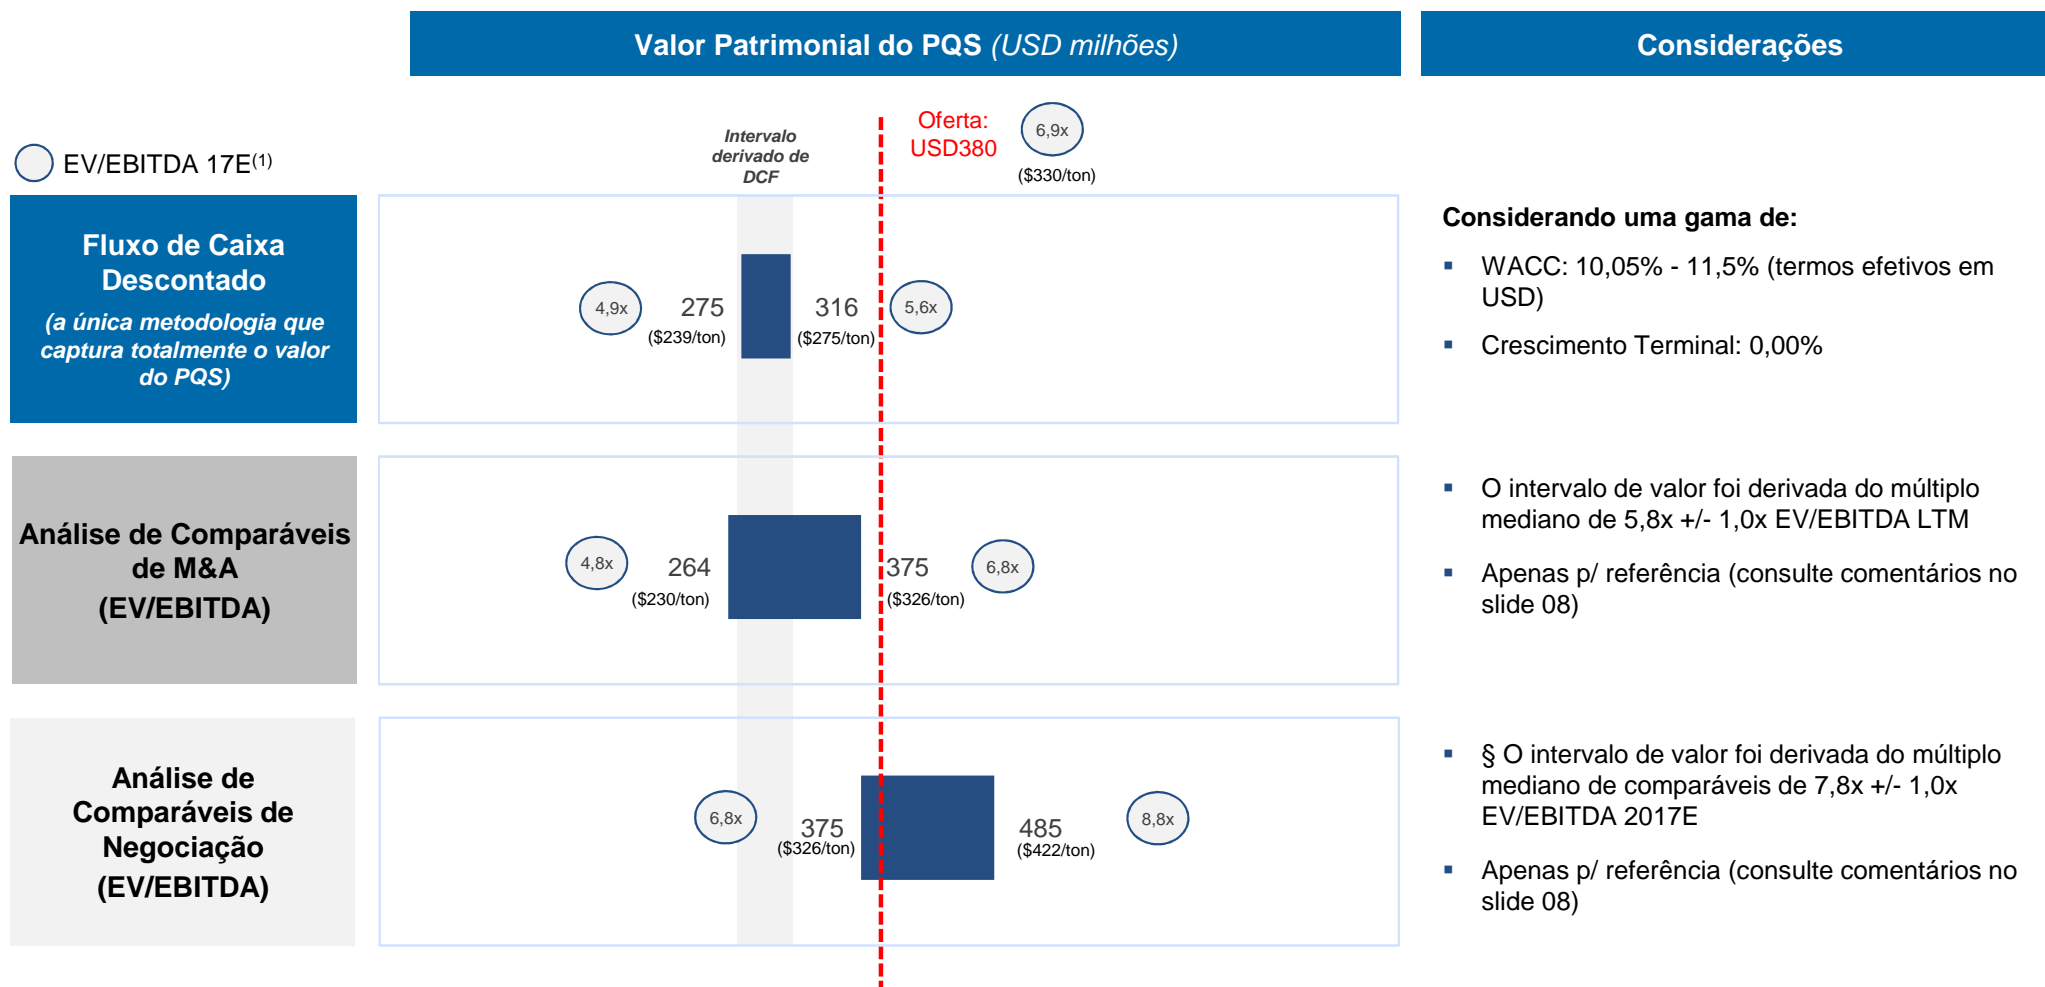 Valor Patrimonial do PQS (USD milhões)
Considerações
EV/EBITDA 17E(1)
Intervalo
derivado de
DCF
Oferta:
USD380
6,9x
($330/ton)
Fluxo de Caixa
Descontado
(a única metodologia que
captura totalmente o valor
do PQS)
4,9x
275
($239/ton)
316
($275/ton)
5,6x
Considerando uma gama de:
▪ WACC: 10,05% - 11,5% (termos efetivos em
USD)
▪ Crescimento Terminal: 0,00%
Análise de Comparáveis
de M&A
(EV/EBITDA)
4,8x
264
($230/ton)
375
($326/ton)
6,8x
▪ O intervalo de valor foi derivada do múltiplo
mediano de 5,8x +/- 1,0x EV/EBITDA LTM
▪ Apenas p/ referência (consulte comentários no
slide 08)
Análise de
Comparáveis de
Negociação
(EV/EBITDA)
6,8x
375
($326/ton)
485
($422/ton)
8,8x
▪ § O intervalo de valor foi derivada do múltiplo
mediano de comparáveis de 7,8x +/- 1,0x
EV/EBITDA 2017E
▪ Apenas p/ referência (consulte comentários no
slide 08)